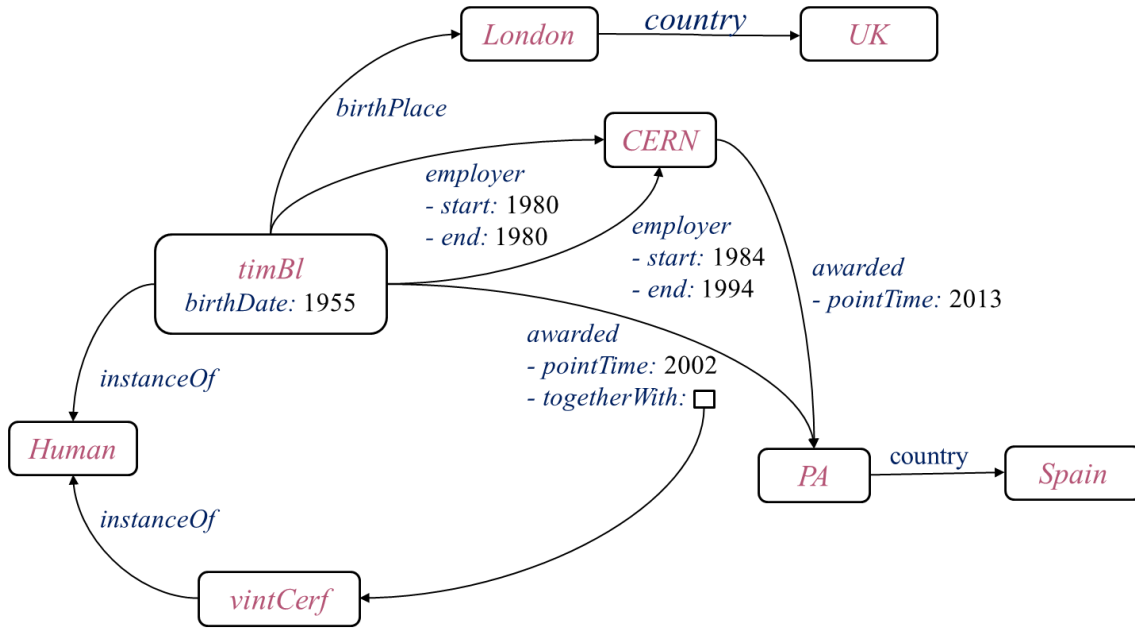 London
country
UK
birthPlace
CERN
employer
- start: 1980
- end: 1980
employer
- start: 1984
- end: 1994
timBl
birthDate: 1955
awarded
- pointTime: 2013
awarded
- pointTime: 2002
- togetherWith:
instanceOf
Human
PA
country
Spain
instanceOf
vintCerf